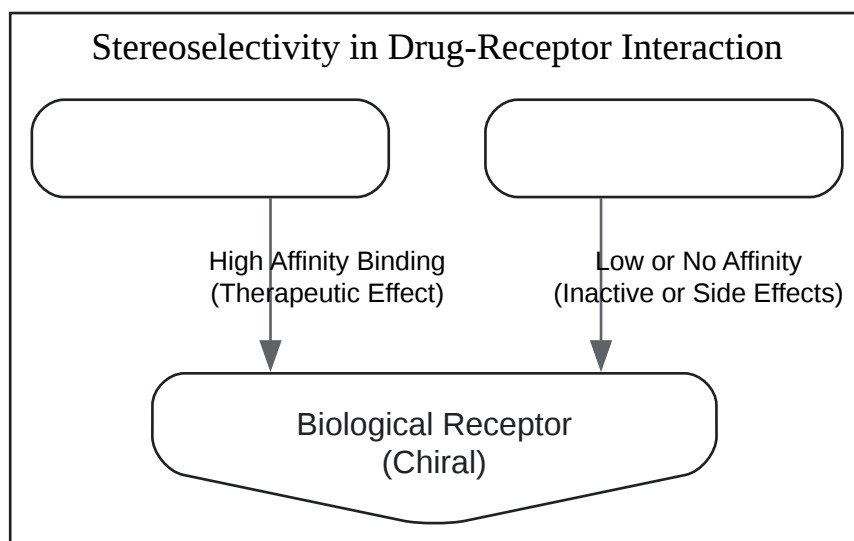 Stereoselectivity in Drug-Receptor Interaction
High Affinity Binding
(Therapeutic Effect)
Low or No Affinity
(Inactive or Side Effects)
Biological Receptor
(Chiral)